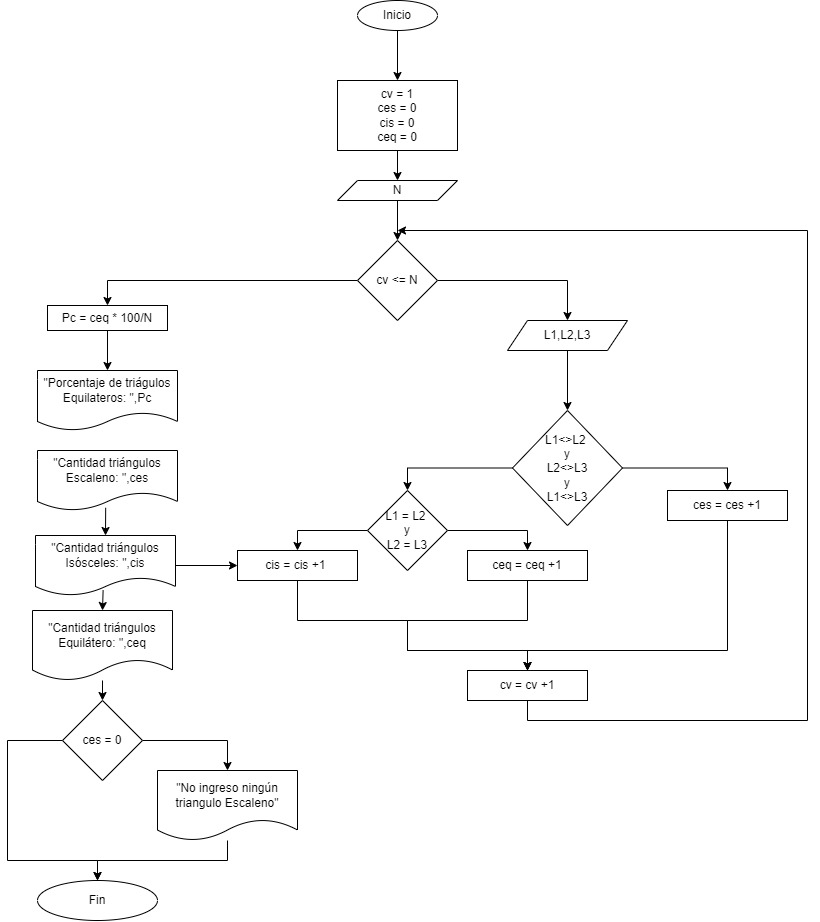 Inicio
cv = 1
ces = 0
cis = 0
ceq = 0
N
cv <= N
Pc = ceq * 100/N
L1,L2,L3
"Porcentaje de triágulos
Equilateros: ",Pc
L1<>L2
y
L2<>L3
y
L1<>L3
"Cantidad triángulos
Escaleno: ",ces
ces = ces +1
L1 = L2
y
L2 = L3
"Cantidad triángulos
Isósceles: ",cis
cis = cis +1
ceq = ceq +1
"Cantidad triángulos
Equilátero: ",ceq
cv = cv +1
ces = 0
"No ingreso ningún
triangulo Escaleno"
Fin